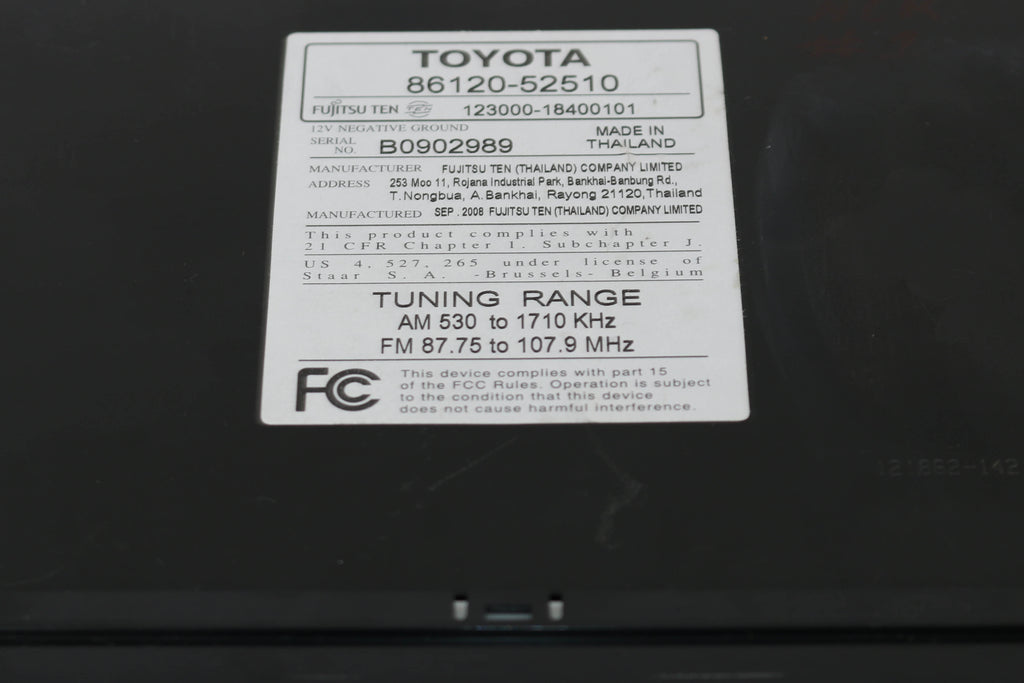 TOYOTA
86120-52510
FUJITSU TEN TEN 123000-18400101
12V NEGATIVE GROUND
SERIAL NO. B0902989 MADE IN THAILAND
MANUFACTURER FUJITSU TEN (THAILAND) COMPANY LIMITED
ADDRESS 253 Moo 11, Rojana Industrial Park, Bankhai-Banbung Rd.,
T.Nongbua, A.Bankhai, Rayong 21120, Thailand
MANUFACTURED SEP. 2008 FUJITSU TEN (THAILAND) COMPANY LIMITED
This product complies with
21 CFR Chapter 1. Subchapter J.
US 4, 527, 265 under license of
Staar S. A. -Brussels- Belgium
TUNING RANGE
AM 530 to 1710 KHz
FM 87.75 to 107.9 MHz
FC This device complies with part 15
of the FCC Rules. Operation is subject
to the condition that this device
does not cause harmful interference.